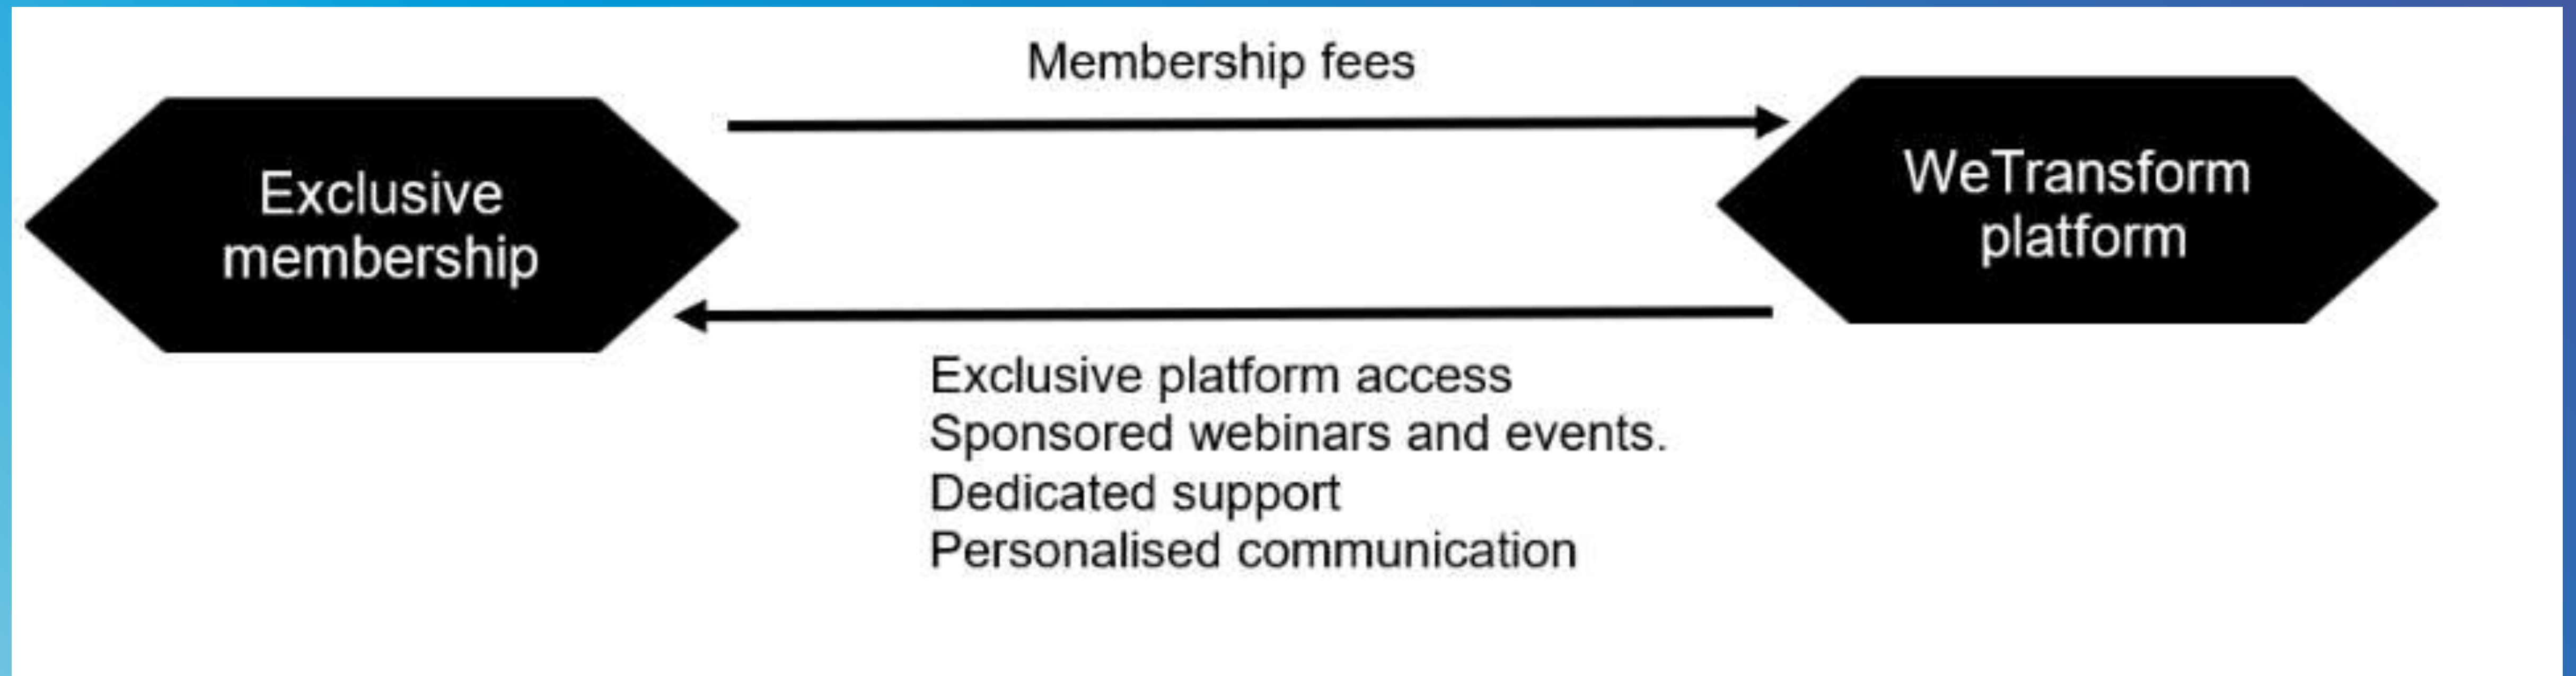 Membership fees
Exclusive
membership
WeTransform
platform
Exclusive platform access
Sponsored webinars and events.
Dedicated support
Personalised communication